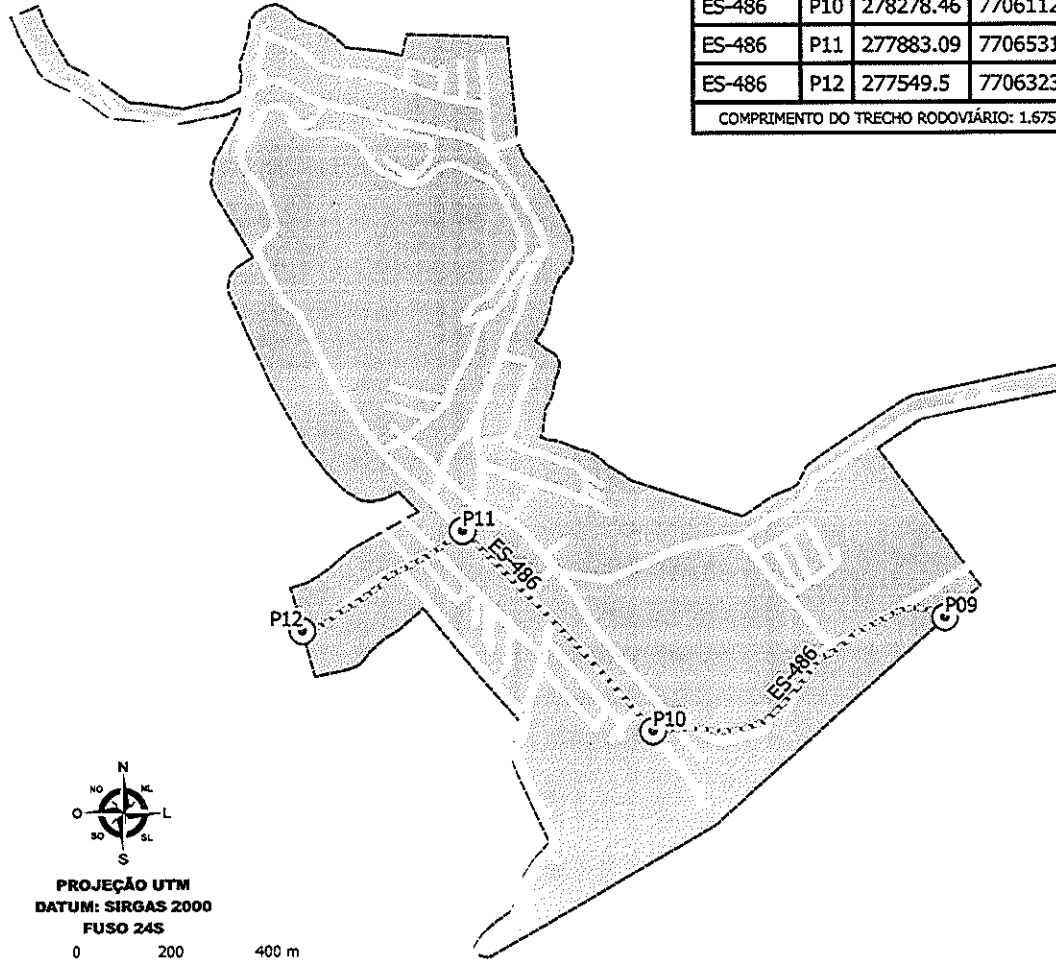 ES-486 P10 278278.46 7706112
ES-486 P11 277883.09 7706531
ES-486 P12 277549.5 7706323
COMPRIMENTO DO TRECHO RODOVIÁRIO: 1.675
P11
ES-486
P12
P09
ES-486
P10
N
NO NL
O L
SO SL
S
PROJEÇÃO UTM
DATUM: SIRGAS 2000
FUSO 24S
0 200 400 m